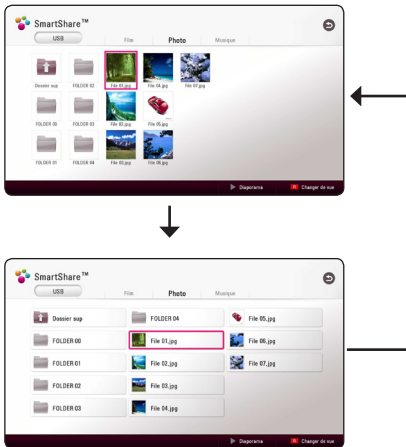 SmartShare™
USB Film Photo Musique
Dossier sup FOLDER 02 File 01.jpg File 04.jpg File 07.jpg
FOLDER 00 FOLDER 03 File 02.jpg File 05.jpg
FOLDER 01 FOLDER 04 File 03.jpg File 06.jpg
Diaporama R Changer de vue
SmartShare™
USB Film Photo Musique
Dossier sup FOLDER 04 File 05.jpg
FOLDER 00 File 01.jpg File 06.jpg
FOLDER 01 File 02.jpg File 07.jpg
FOLDER 02 File 03.jpg
FOLDER 03 File 04.jpg
Diaporama R Changer de vue